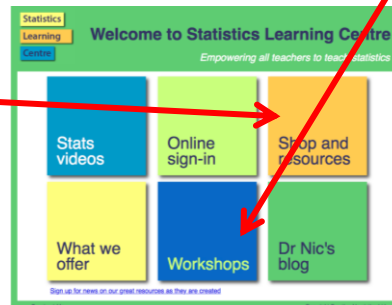 Statistics
Learning
Centre
Welcome to Statistics Learning Centre
Empowering all teachers to teach statistics
Stats videos
Online sign-in
Shop and resources
What we offer
Workshops
Dr Nic's blog
Sign up for news on our great resources as they are created